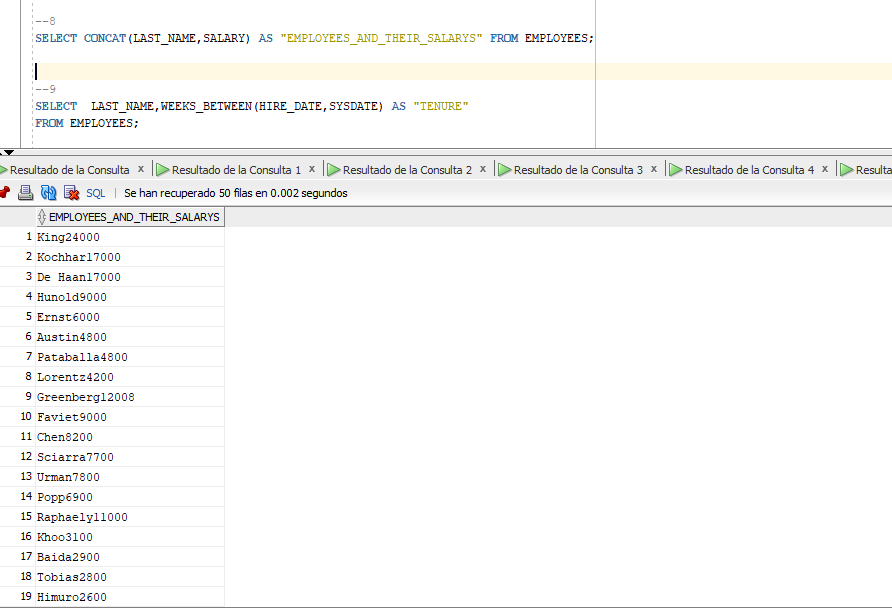 --8
SELECT CONCAT(LAST_NAME,SALARY) AS "EMPLOYEES_AND_THEIR_SALARYS" FROM EMPLOYEES;
--9
SELECT  LAST_NAME,WEEKS_BETWEEN(HIRE_DATE,SYSDATE) AS "TENURE"
FROM EMPLOYEES;
Resultado de la Consulta x Resultado de la Consulta 1 x Resultado de la Consulta 2 x Resultado de la Consulta 3 x Resultado de la Consulta 4 x Resulta
SQL | Se han recuperado 50 filas en 0.002 segundos
EMPLOYEES_AND_THEIR_SALARYS
1 King24000
2 Kochhar17000
3 De Haan17000
4 Hunold9000
5 Ernst6000
6 Austin4800
7 Pataballa4800
8 Lorentz4200
9 Greenberg12008
10 Faviet9000
11 Chen8200
12 Sciarra7700
13 Urman7800
14 Popp6900
15 Raphaely11000
16 Khoo3100
17 Baida2900
18 Tobias2800
19 Himuro2600